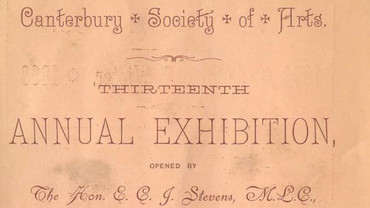 Canterbury ✣ Society ✣ of ✣ Arts.
THIRTEENTH
ANNUAL EXHIBITION,
OPENED BY
The Hon. E. C. J. Stevens, M.L.C.,